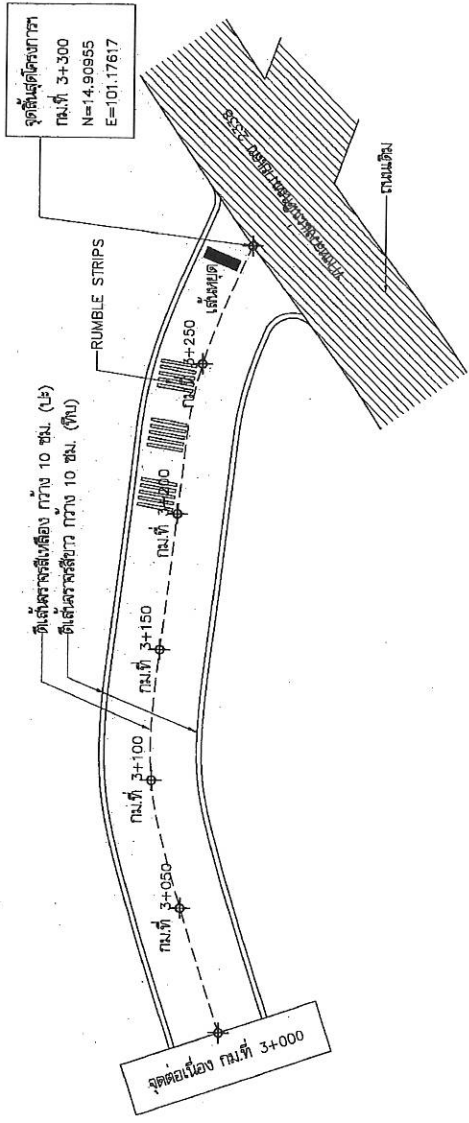 จุดสิ้นสุดโครงการฯ
กม.ที่ 3+300
N=14.90955
E=101.17617
ตีเส้นจราจรสีเหลือง กว้าง 10 ซม. (ปะ)
ตีเส้นจราจรสีขาว กว้าง 10 ซม. (ทึบ)
RUMBLE STRIPS
จุดต่อเนื่อง กม.ที่ 3+000
กม.ที่ 3+050
กม.ที่ 3+100
กม.ที่ 3+150
กม.ที่ 3+200
กม.ที่ 3+250
เส้นหยุด
2338
ถนนเดิม